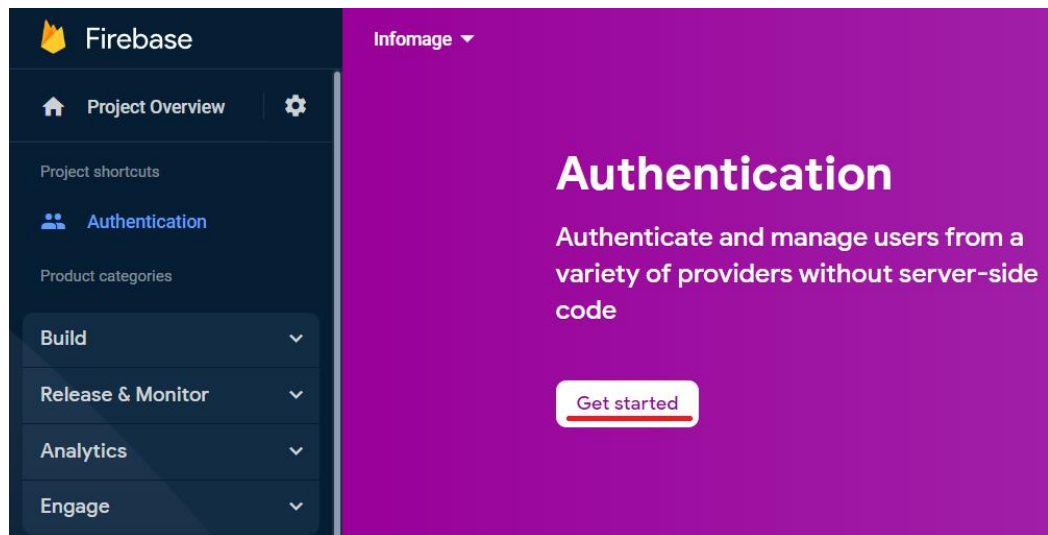 Firebase
Project Overview
Project shortcuts
Authentication
Product categories
Build
Release & Monitor
Analytics
Engage
Infomage
Authentication
Authenticate and manage users from a
variety of providers without server-side
code
Get started